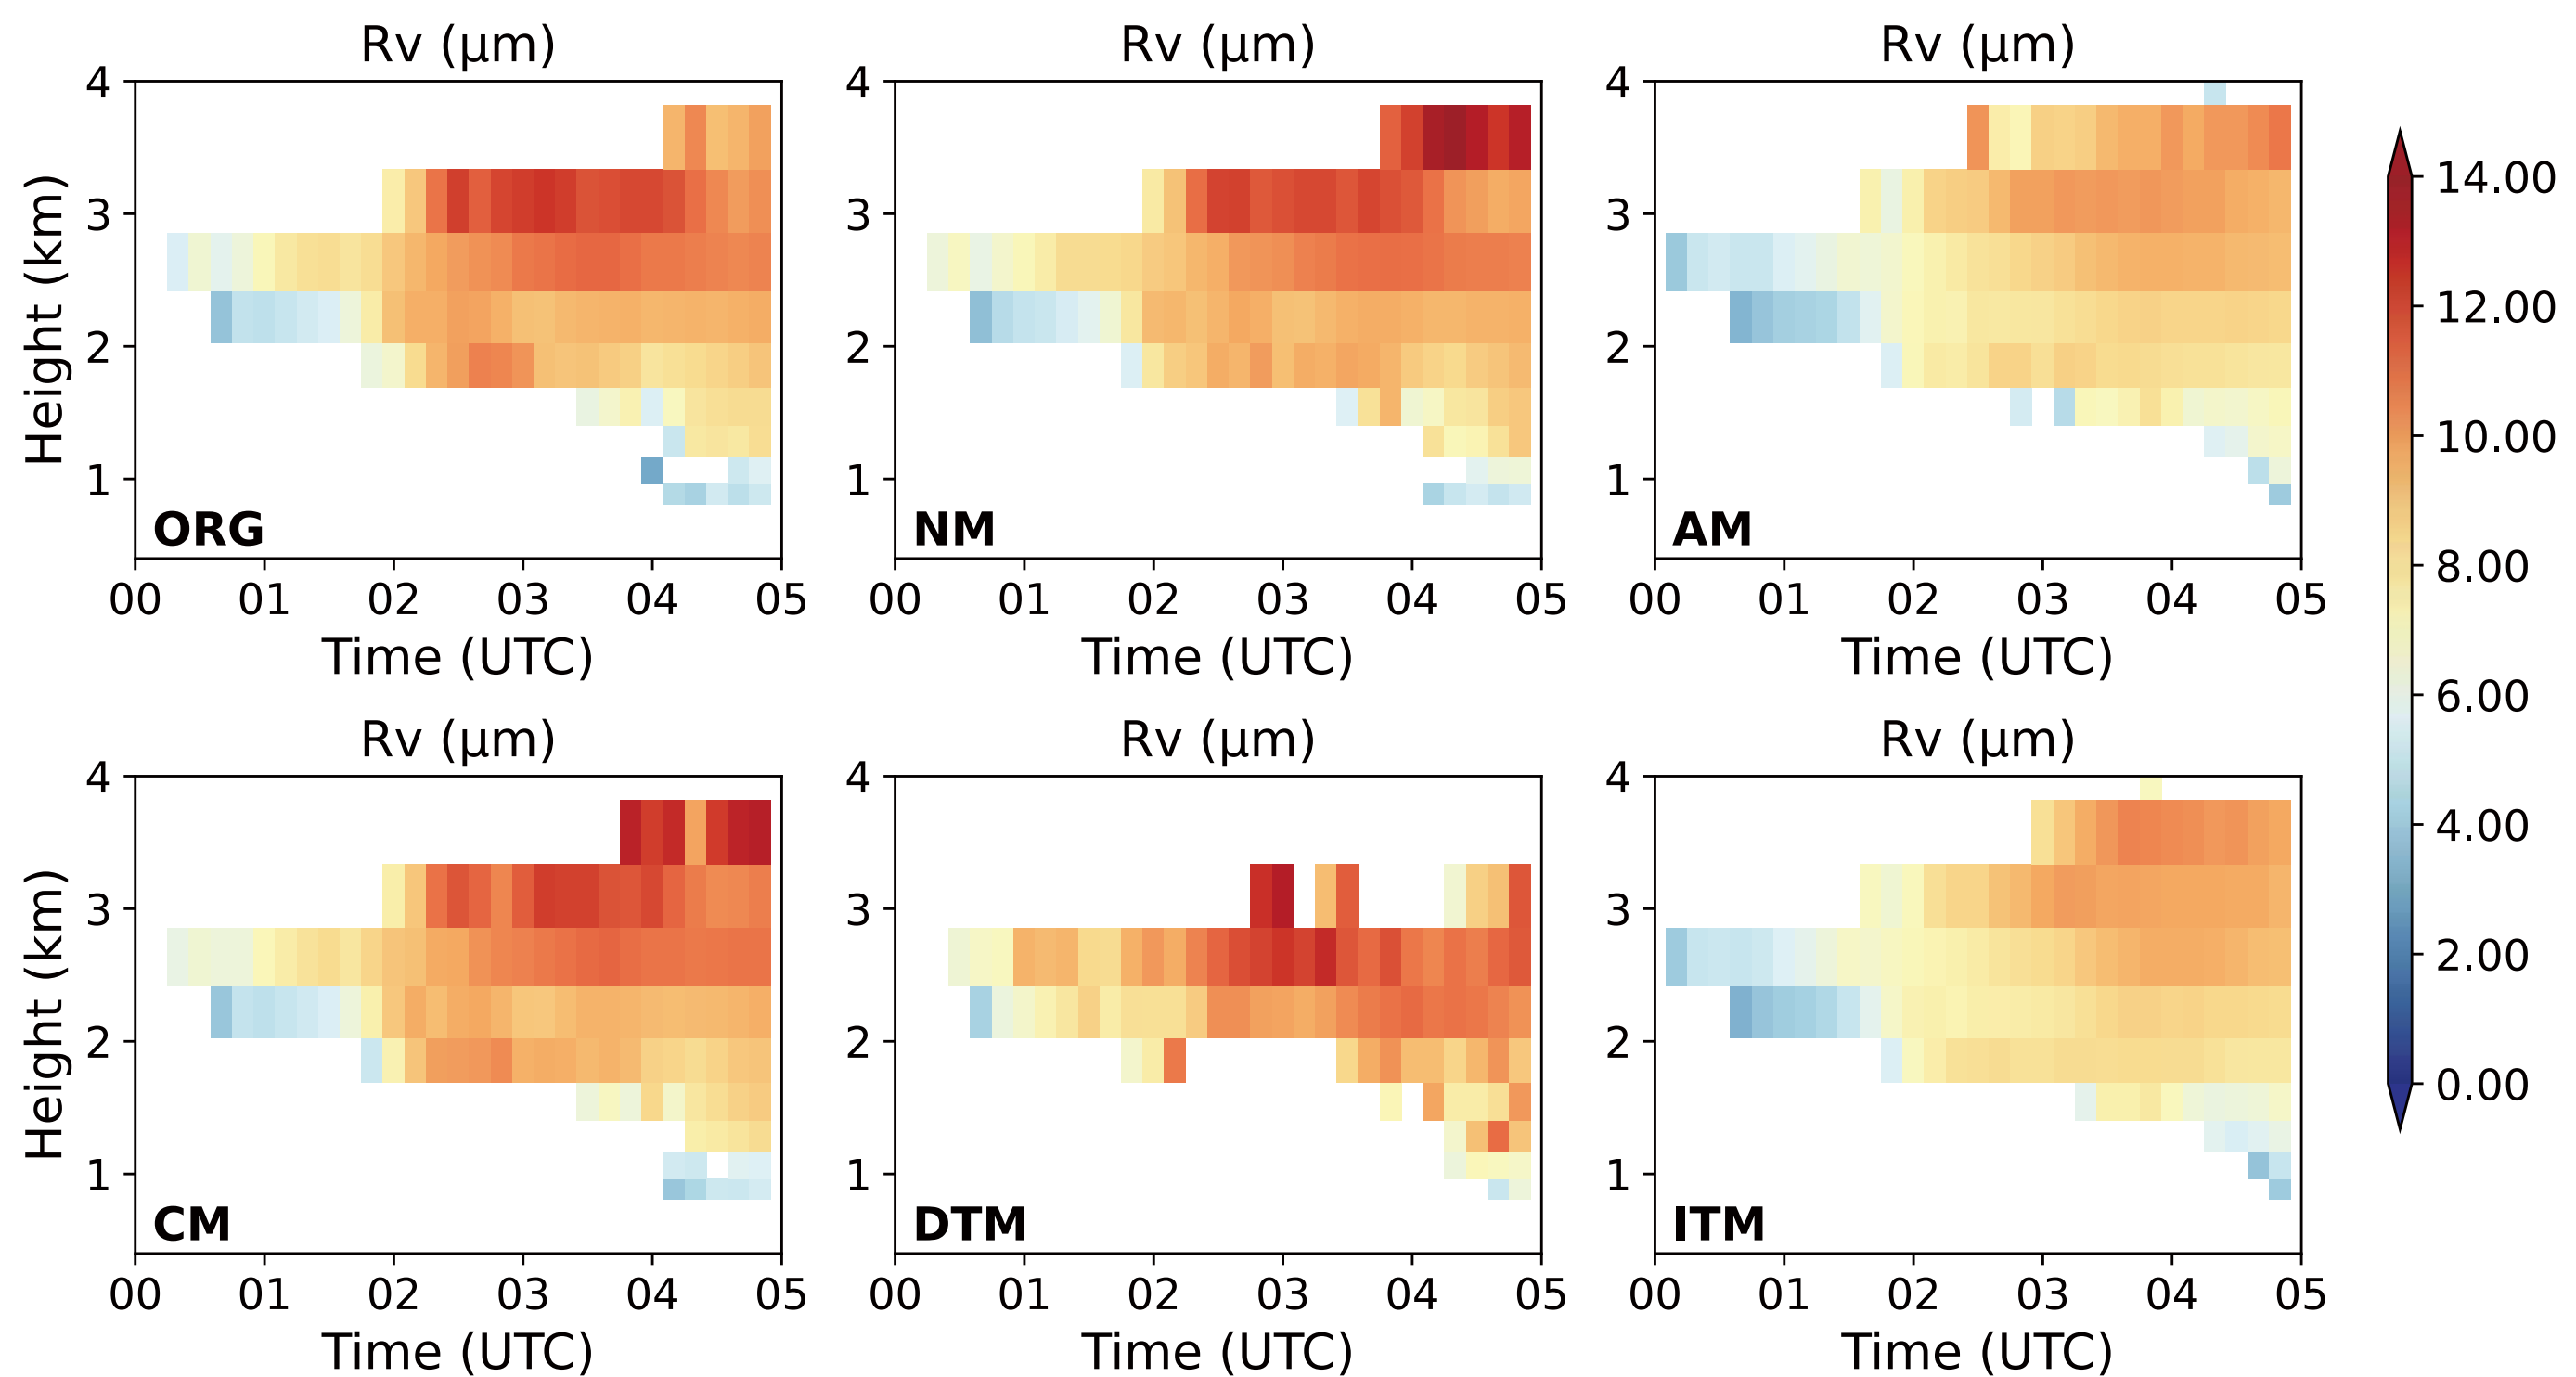 Rv (μm) Rv (μm) Rv (μm)
4 4 4
3 3 3
2 2 2
1 1 1
Height (km)
ORG NM AM
00 01 02 03 04 05 00 01 02 03 04 05 00 01 02 03 04 05
Time (UTC) Time (UTC) Time (UTC)
Rv (μm) Rv (μm) Rv (μm)
4 4 4
3 3 3
2 2 2
1 1 1
Height (km)
CM DTM ITM
00 01 02 03 04 05 00 01 02 03 04 05 00 01 02 03 04 05
Time (UTC) Time (UTC) Time (UTC)
14.00
12.00
10.00
8.00
6.00
4.00
2.00
0.00